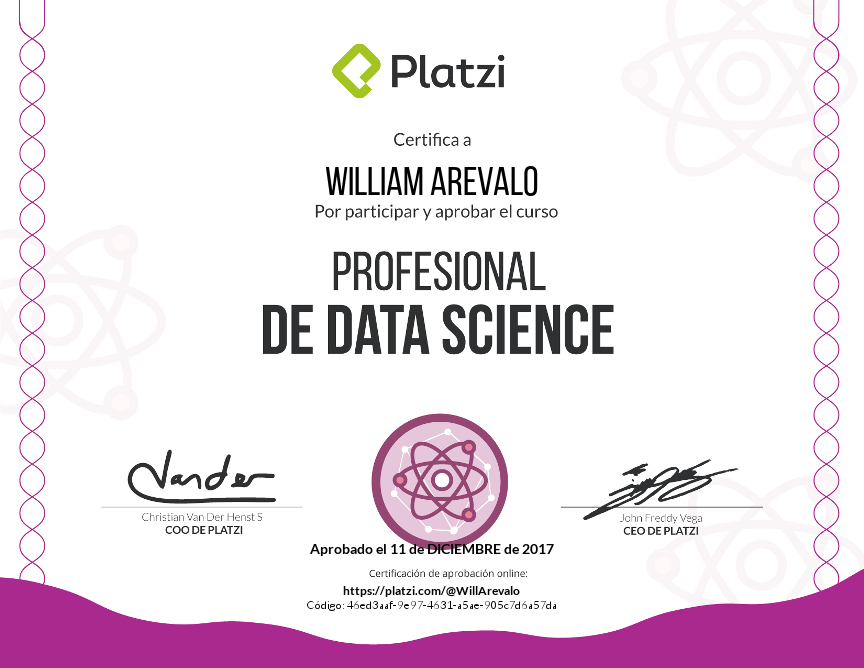 Platzi
Certifica a
WILLIAM AREVALO
Por participar y aprobar el curso
PROFESIONAL
DE DATA SCIENCE
Vander
Christian Van Der Henst S
COO DE PLATZI
John Freddy Vega
CEO DE PLATZI
Aprobado el 11 de DICIEMBRE de 2017
Certificación de aprobación online:
https://platzi.com/@WillArevalo
Código: 46ed3aaf-9e97-4631-a5ae-905c7d6a57da